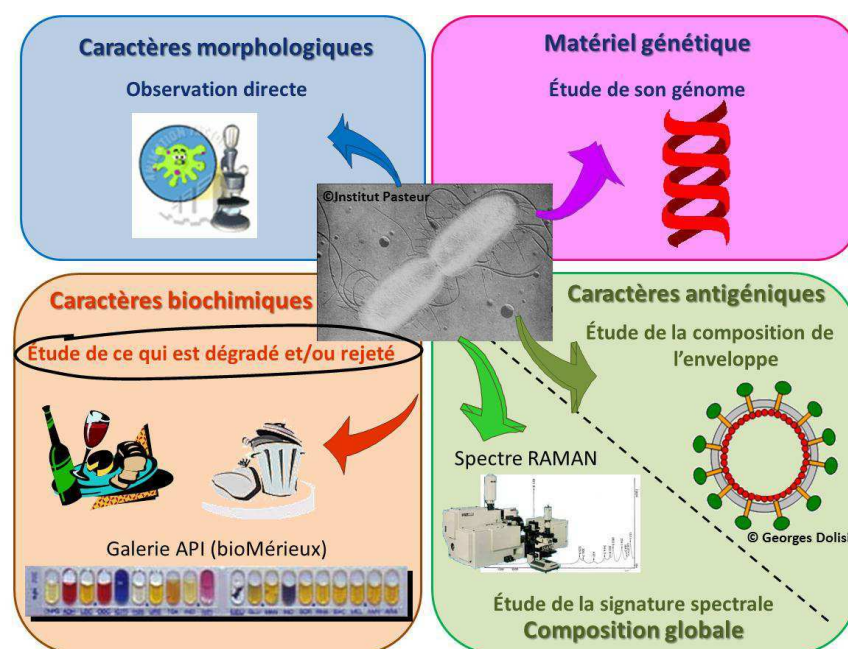 Caractères morphologiques
Observation directe
Matériel génétique
Étude de son génome
©Institut Pasteur
Caractères biochimiques
Étude de ce qui est dégradé et/ou rejeté
Galerie API (bioMérieux)
Caractères antigéniques
Étude de la composition de
l'enveloppe
© Georges Dolisi
Spectre RAMAN
Étude de la signature spectrale
Composition globale